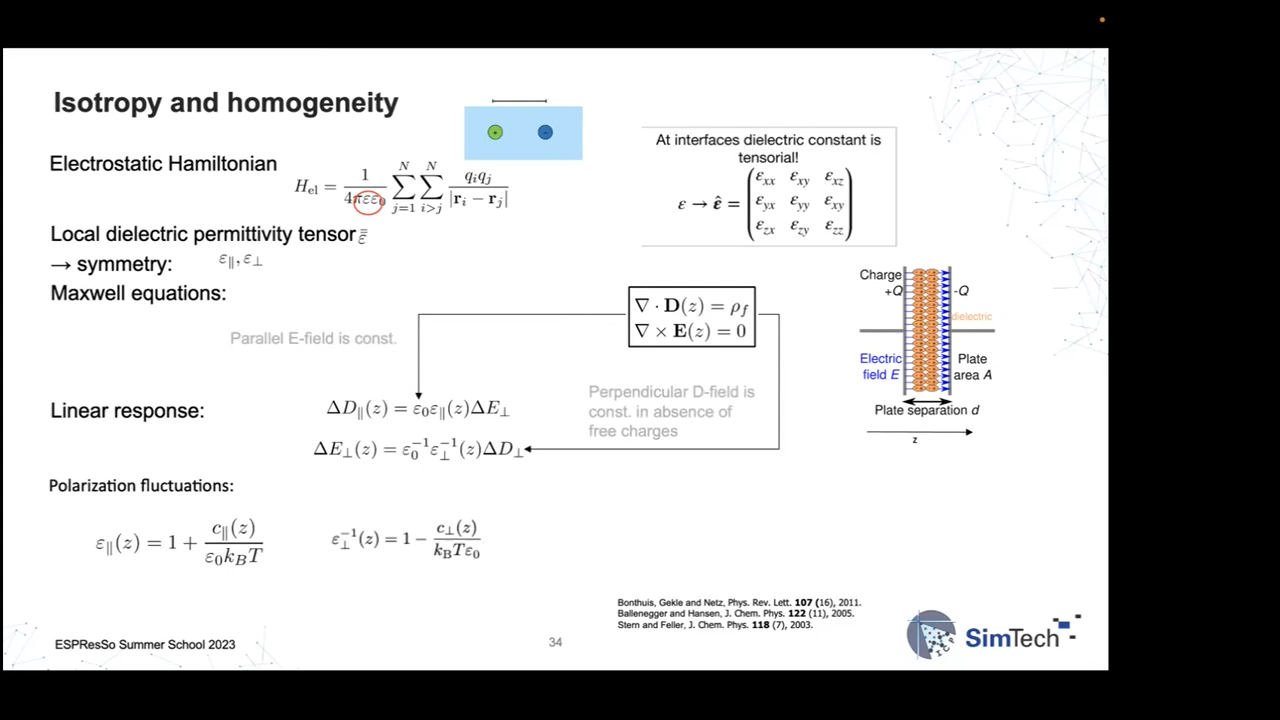 Isotropy and homogeneity
Electrostatic Hamiltonian
H_el = 1/(4πεε₀) ∑_{j=1}^{N} ∑_{i>j}^{N} q_i q_j / |r_i − r_j|
+ -
At interfaces dielectric constant is
tensorial!
ε → ε̂ = ( ε_xx ε_xy ε_xz
ε_yx ε_yy ε_xy
ε_zx ε_zy ε_zz )
Local dielectric permittivity tensor ε̿
→ symmetry: ε_∥, ε_⊥
Maxwell equations:
∇ · D(z) = ρ_f
∇ × E(z) = 0
Parallel E-field is const.
Perpendicular D-field is
const. in absence of
free charges
Linear response:
ΔD_∥(z) = ε₀ε_∥(z)ΔE_⊥
ΔE_⊥(z) = ε₀⁻¹ε_⊥⁻¹(z)ΔD_⊥
Charge
+Q
-Q
dielectric
Electric
field E
Plate
area A
Plate separation d
z
Polarization fluctuations:
ε_∥(z) = 1 + c_∥(z)/(ε₀k_BT)
ε_⊥⁻¹(z) = 1 − c_⊥(z)/(k_BTε₀)
Bonthuis, Gekle and Netz, Phys. Rev. Lett. 107 (16), 2011.
Ballenegger and Hansen, J. Chem. Phys. 122 (11), 2005.
Stern and Feller, J. Chem. Phys. 118 (7), 2003.
ESPResSo Summer School 2023
34
ICP
SimTech